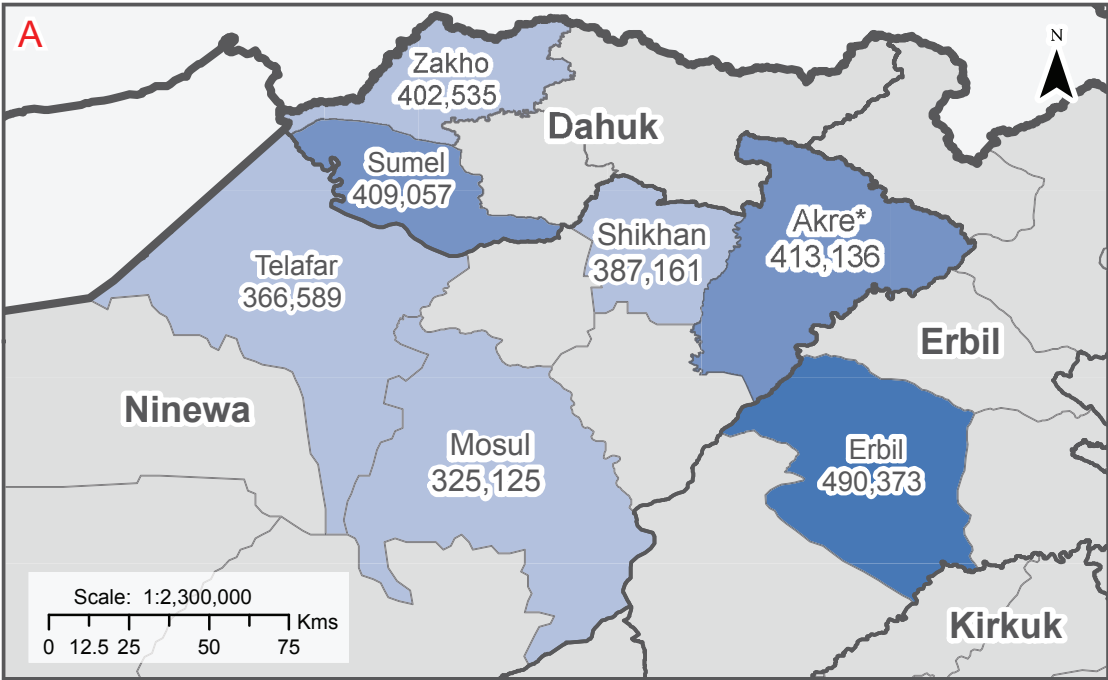 A
N
Zakho
402,535
Dahuk
Sumel
409,057
Akre*
413,136
Shikhan
387,161
Telafar
366,589
Erbil
Ninewa
Mosul
325,125
Erbil
490,373
Scale: 1:2,300,000
Kms
0 12.5 25 50 75
Kirkuk